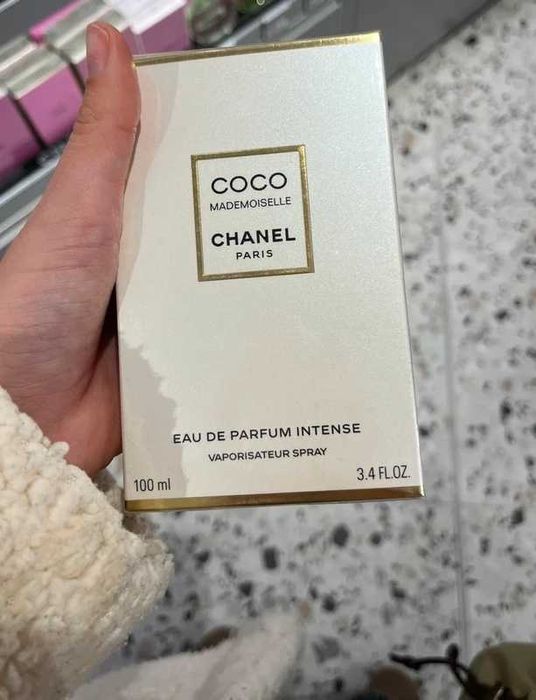 COCO
MADEMOISELLE
CHANEL
PARIS
EAU DE PARFUM INTENSE
VAPORISATEUR SPRAY
100 ml
3.4 FL.OZ.